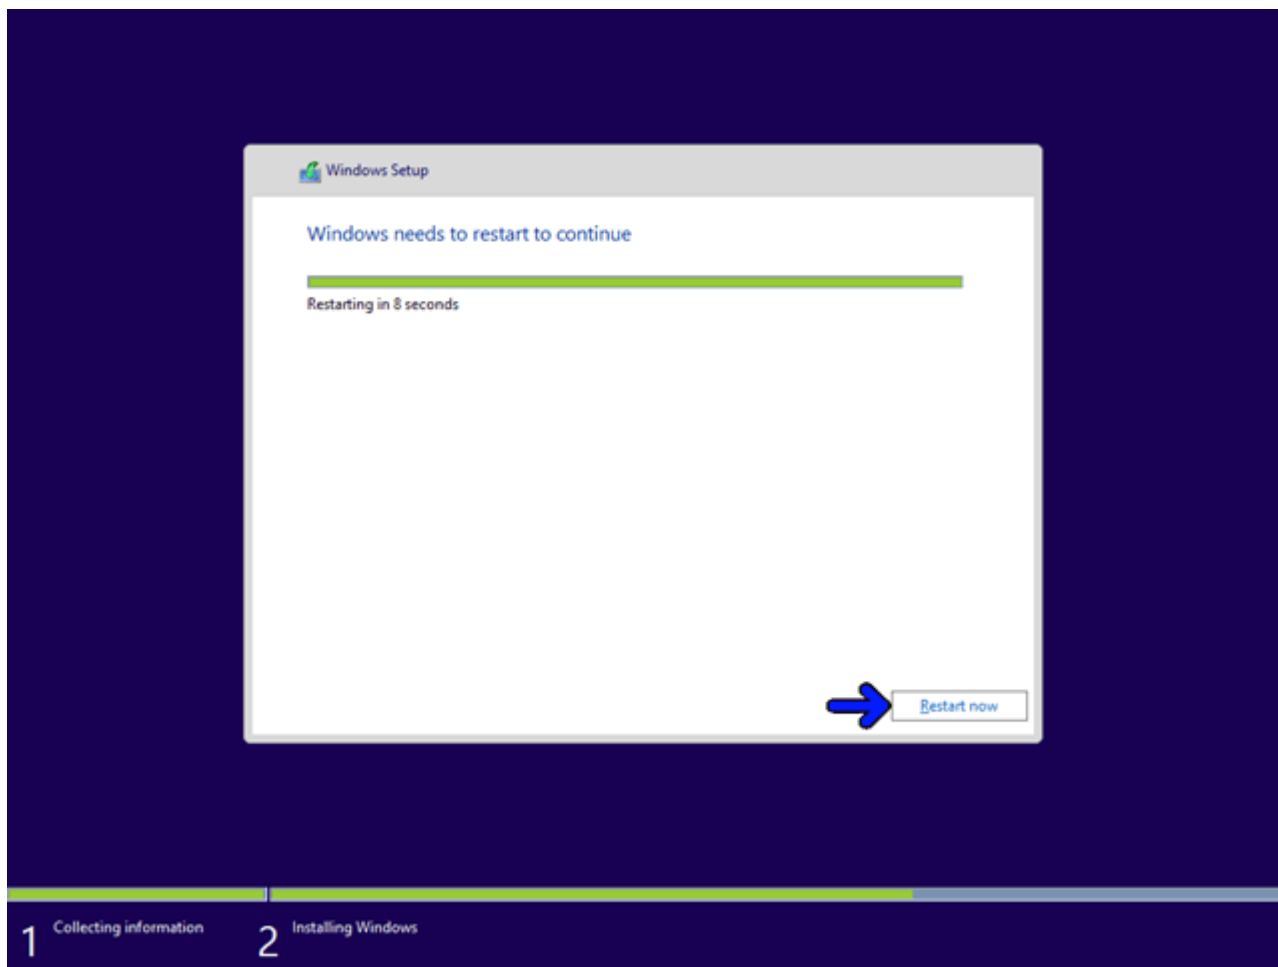 Windows Setup
Windows needs to restart to continue
Restarting in 8 seconds
Restart now
1 Collecting information
2 Installing Windows